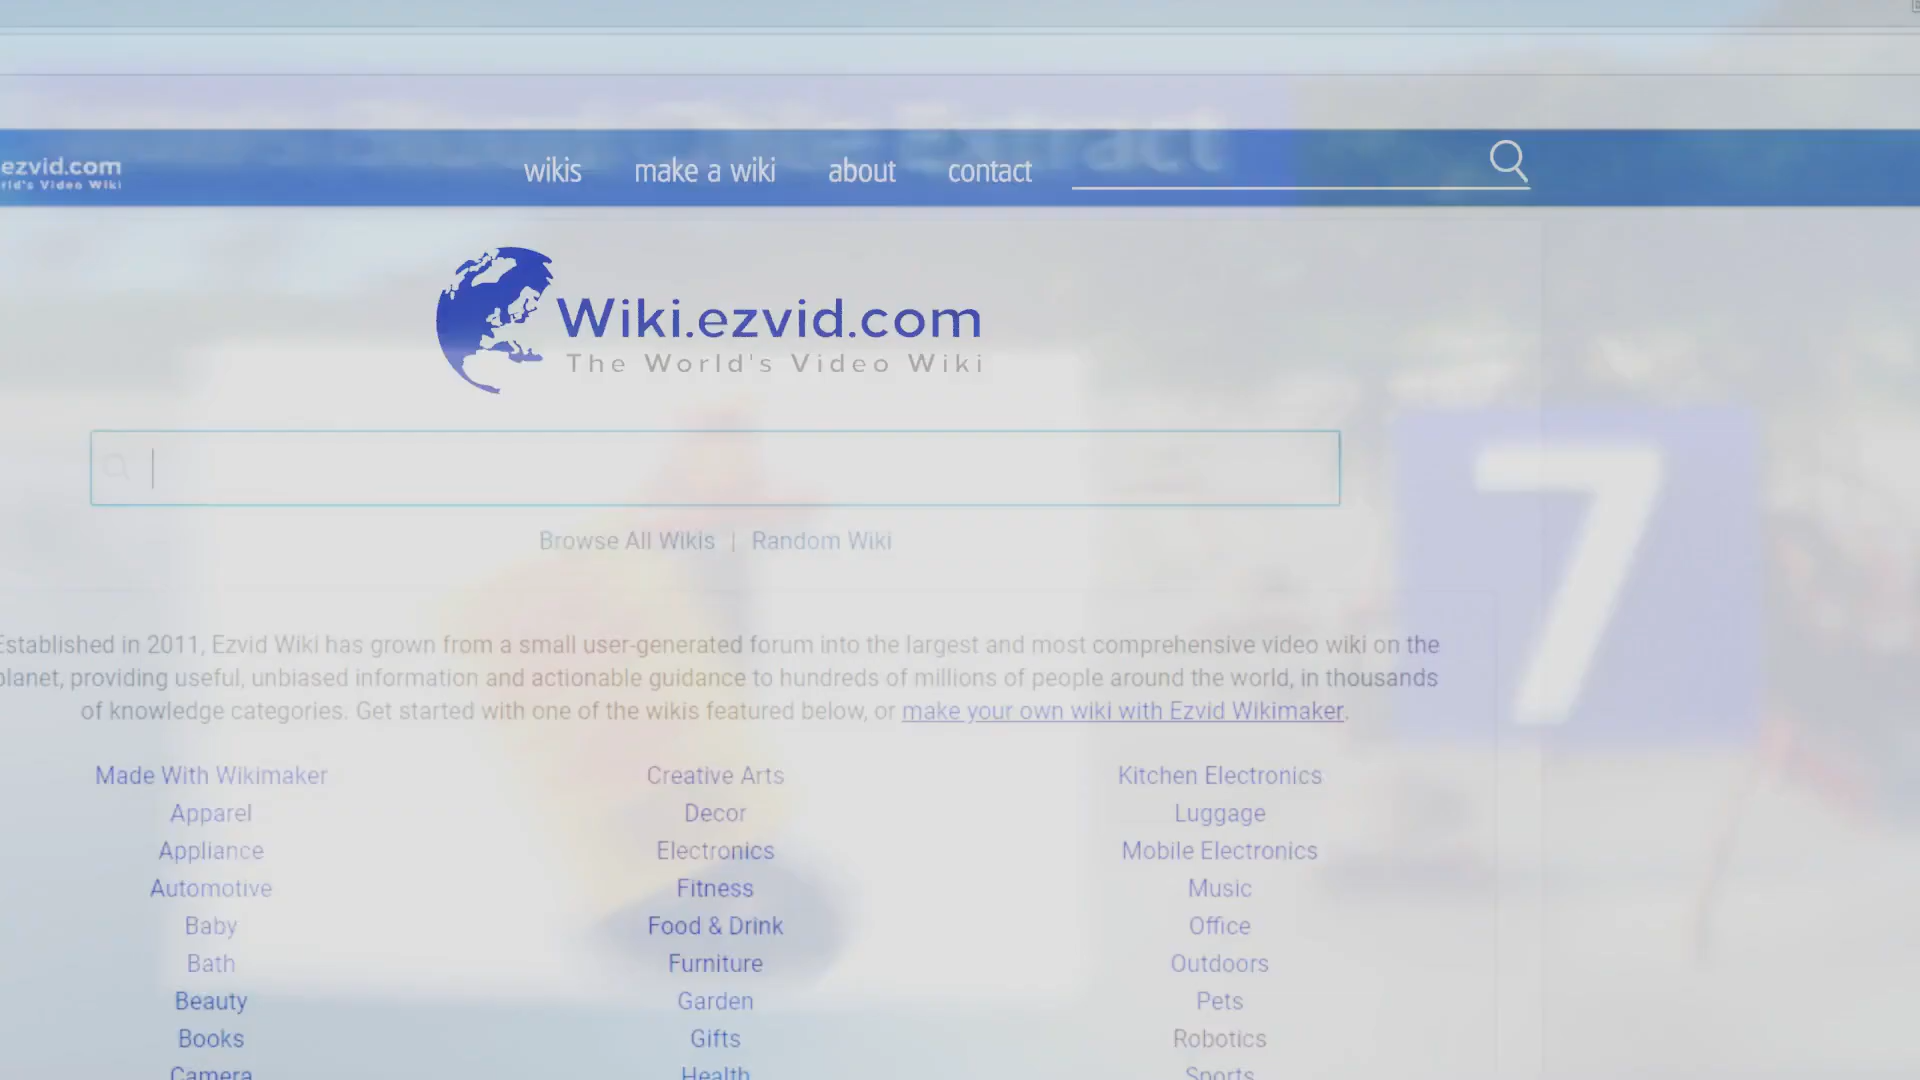 Extract
ezvid.com
wikis make a wiki about contact
rld's Video Wiki
Wiki.ezvid.com
The World's Video Wiki
Browse All Wikis | Random Wiki
7
Established in 2011, Ezvid Wiki has grown from a small user-generated forum into the largest and most comprehensive video wiki on the
planet, providing useful, unbiased information and actionable guidance to hundreds of millions of people around the world, in thousands
of knowledge categories. Get started with one of the wikis featured below, or make your own wiki with Ezvid Wikimaker.
Made With Wikimaker Creative Arts Kitchen Electronics
Apparel Decor Luggage
Appliance Electronics Mobile Electronics
Automotive Fitness Music
Baby Food & Drink Office
Bath Furniture Outdoors
Beauty Garden Pets
Books Gifts Robotics
Camera Health Sports